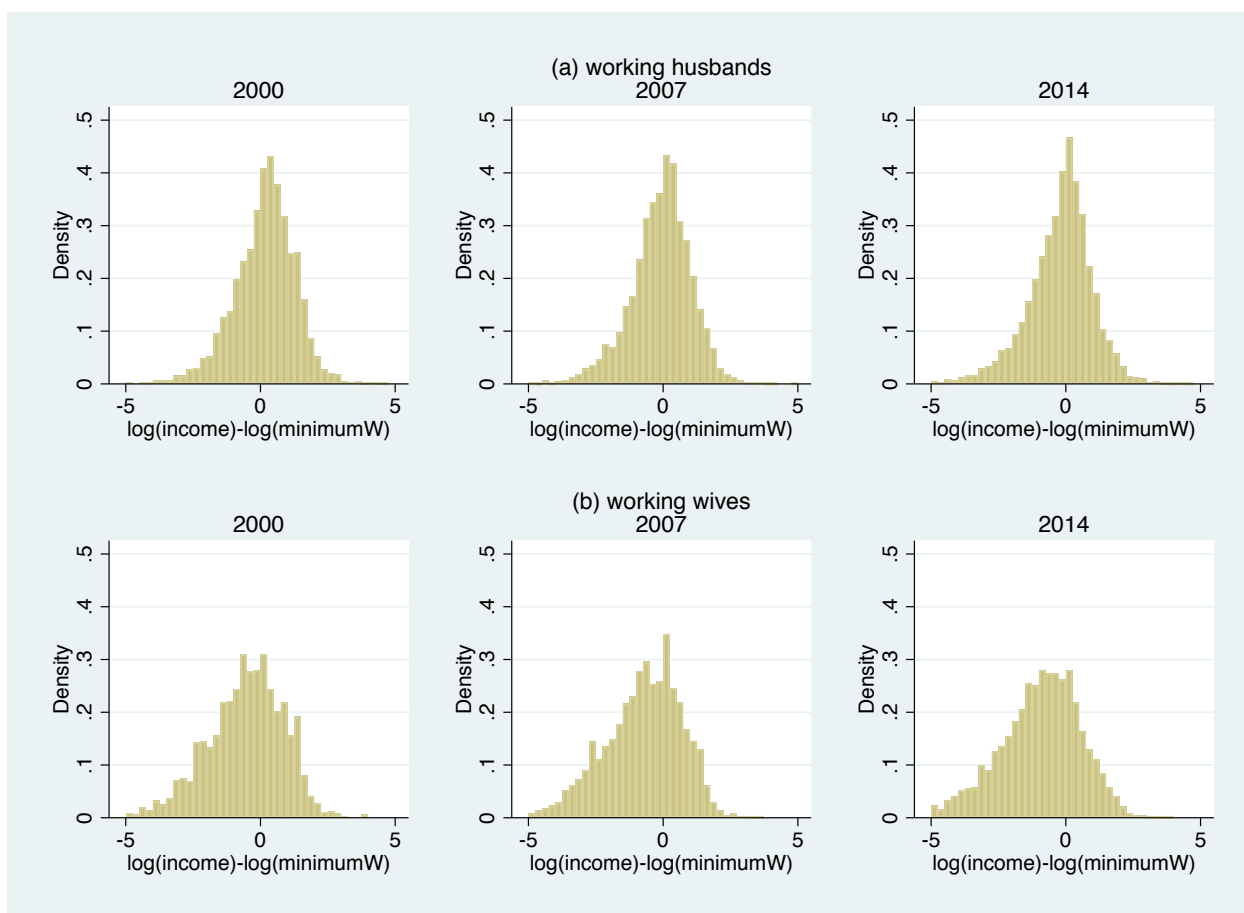 (a) working husbands
2000
2007
2014
Density
.5
.4
.3
.2
.1
0
-5 0 5
log(income)-log(minimumW)
Density
.5
.4
.3
.2
.1
0
-5 0 5
log(income)-log(minimumW)
Density
.5
.4
.3
.2
.1
0
-5 0 5
log(income)-log(minimumW)
(b) working wives
2000
2007
2014
Density
.5
.4
.3
.2
.1
0
-5 0 5
log(income)-log(minimumW)
Density
.5
.4
.3
.2
.1
0
-5 0 5
log(income)-log(minimumW)
Density
.5
.4
.3
.2
.1
0
-5 0 5
log(income)-log(minimumW)